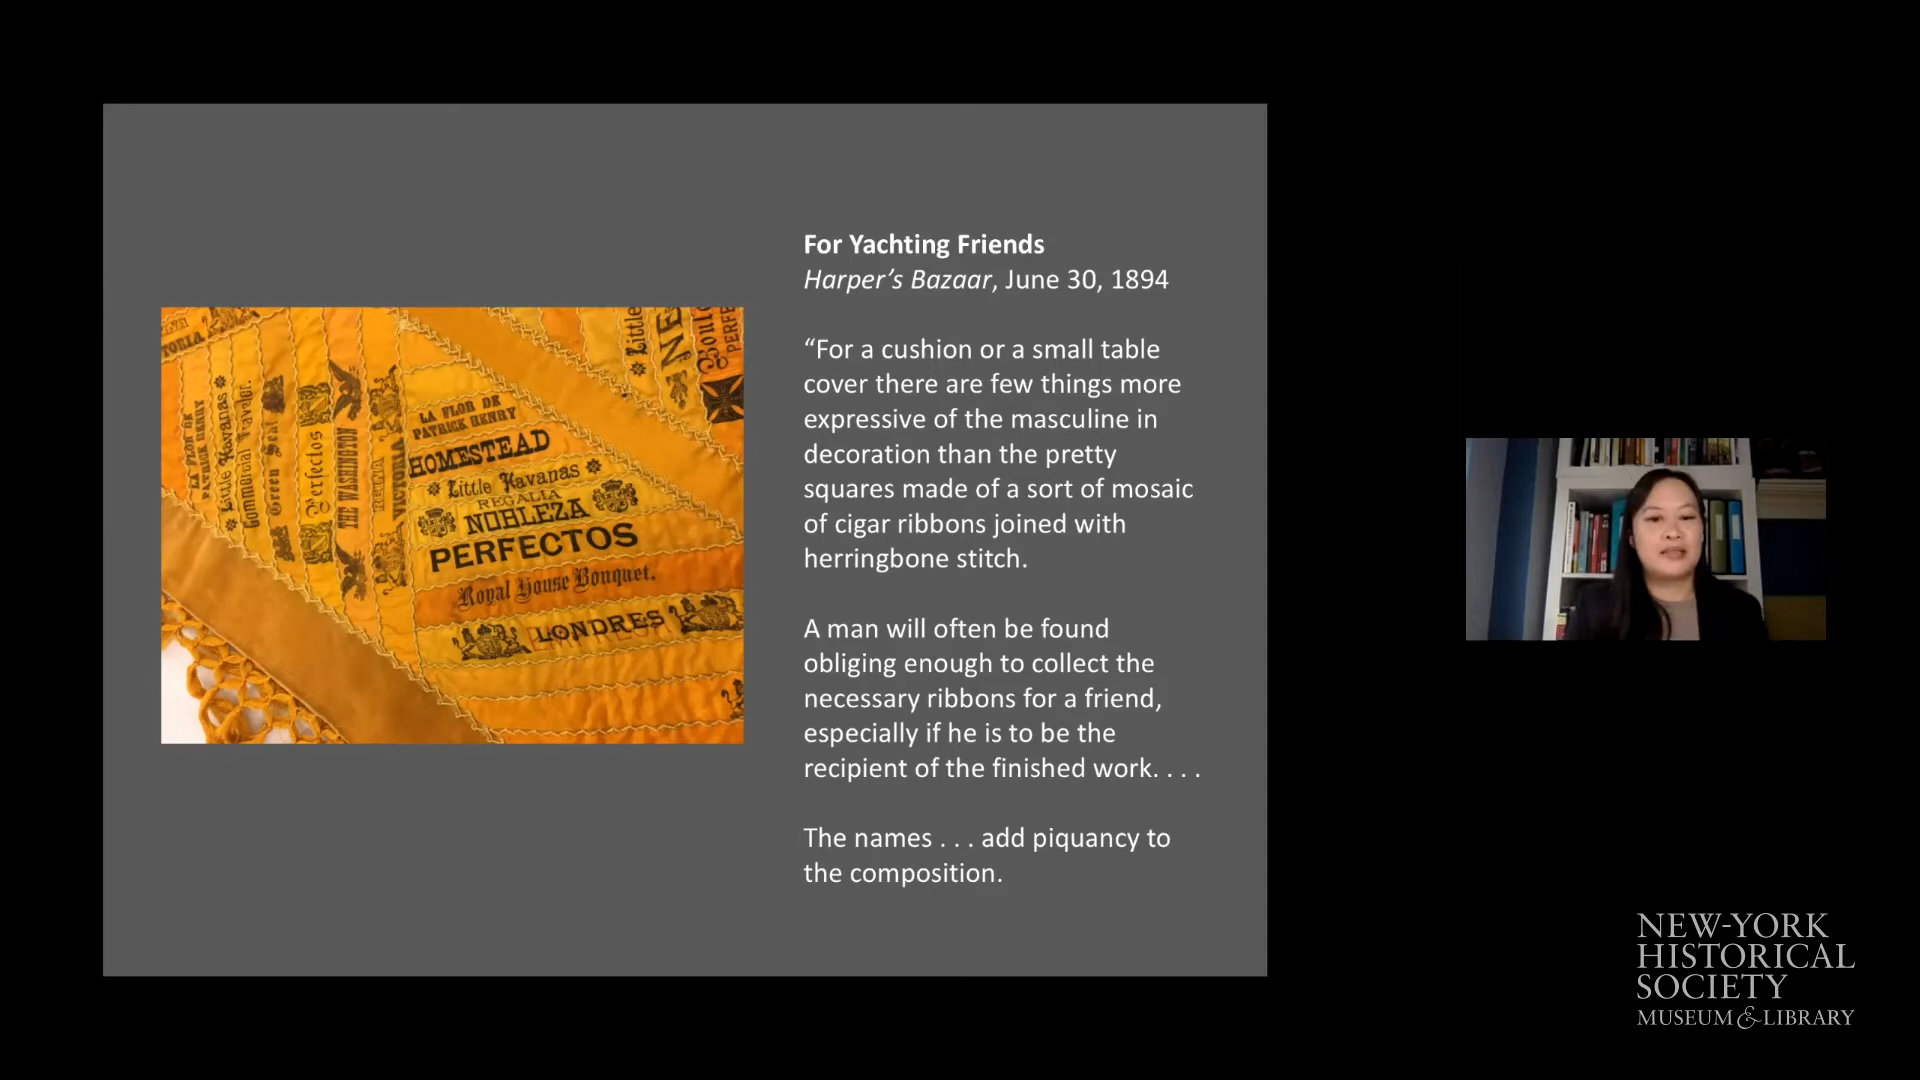 For Yachting Friends
Harper's Bazaar, June 30, 1894
“For a cushion or a small table
cover there are few things more
expressive of the masculine in
decoration than the pretty
squares made of a sort of mosaic
of cigar ribbons joined with
herringbone stitch.
A man will often be found
obliging enough to collect the
necessary ribbons for a friend,
especially if he is to be the
recipient of the finished work. . . .
The names . . . add piquancy to
the composition.
LA FLOR DE
PATRICK HENRY
Little Havanas
Commercial Traveler.
Green Seal
Perfectos
THE WASHINGTON
VICTORIA
LA FLOR DE
PATRICK HENRY
HOMESTEAD
Little Havanas
REGALIA
NOBLEZA
PERFECTOS
Royal House Bouquet.
LONDRES
Little
NEW-YORK
HISTORICAL
SOCIETY
MUSEUM & LIBRARY